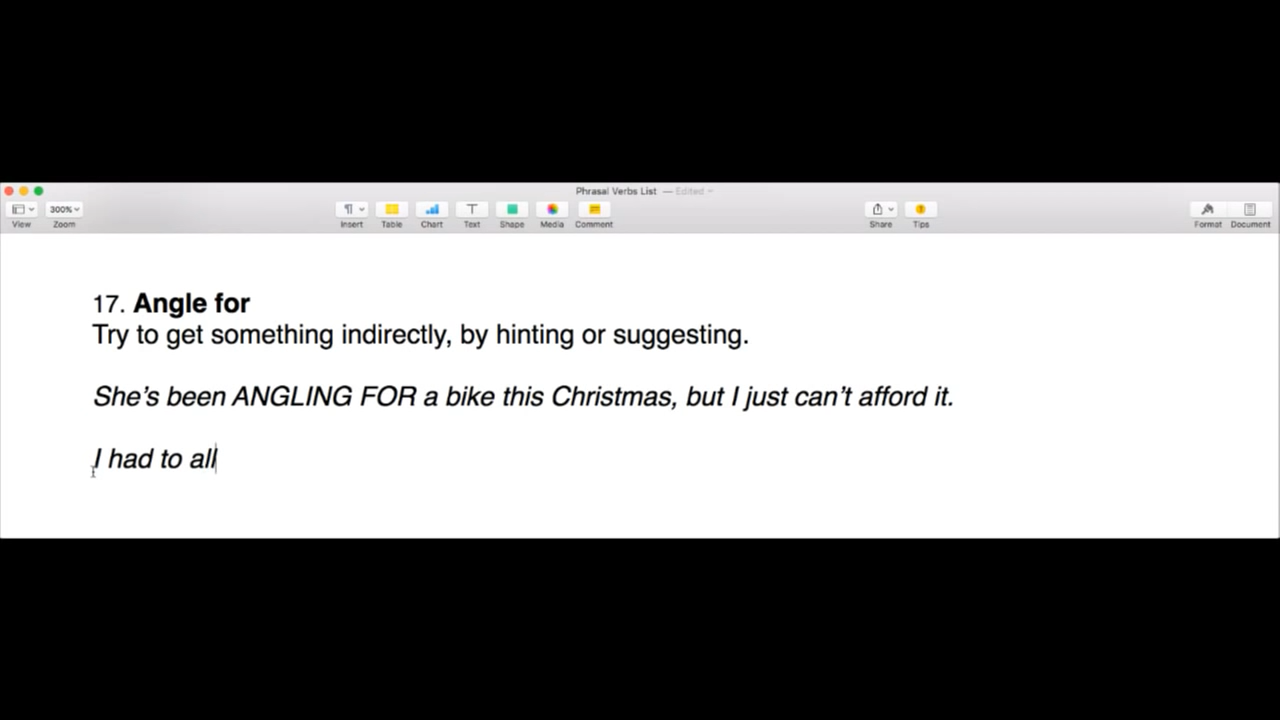 Phrasal Verbs List — Edited
300%
View Zoom Insert Table Chart Text Shape Media Comment Share Tips Format Document
17. Angle for
Try to get something indirectly, by hinting or suggesting.
She’s been ANGLING FOR a bike this Christmas, but I just can’t afford it.
I had to all